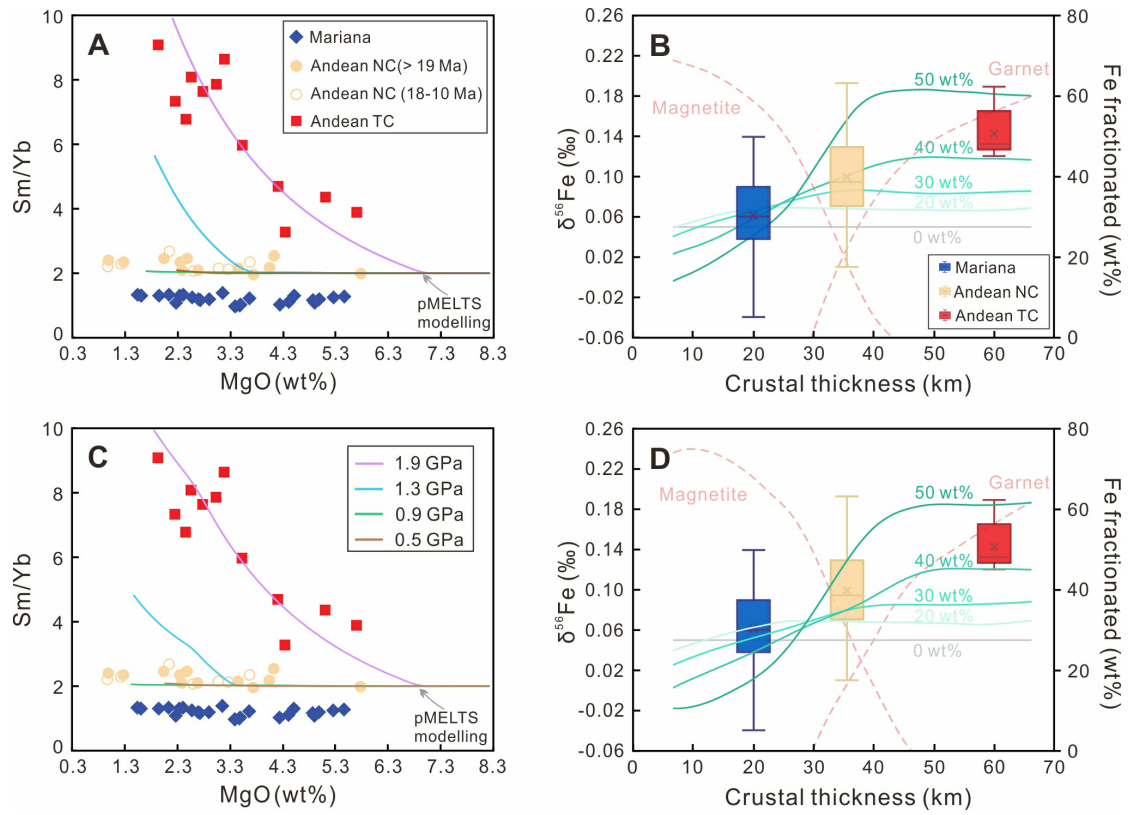 A
Sm/Yb
10
8
6
4
2
0
Mariana
Andean NC(> 19 Ma)
Andean NC (18-10 Ma)
Andean TC
pMELTS
modelling
0.3 1.3 2.3 3.3 4.3 5.3 6.3 7.3 8.3
MgO (wt%)
B
δ⁵⁶Fe (‰)
0.26
0.22
0.18
0.14
0.10
0.06
0.02
-0.02
-0.06
Magnetite
Garnet
50 wt%
40 wt%
30 wt%
20 wt%
0 wt%
Mariana
Andean NC
Andean TC
80
60
40
20
0
Fe fractionated (wt%)
0 10 20 30 40 50 60 70
Crustal thickness (km)
C
Sm/Yb
10
8
6
4
2
0
1.9 GPa
1.3 GPa
0.9 GPa
0.5 GPa
pMELTS
modelling
0.3 1.3 2.3 3.3 4.3 5.3 6.3 7.3 8.3
MgO (wt%)
D
δ⁵⁶Fe (‰)
0.26
0.22
0.18
0.14
0.10
0.06
0.02
-0.02
-0.06
Magnetite
Garnet
50 wt%
40 wt%
30 wt%
20 wt%
0 wt%
80
60
40
20
0
Fe fractionated (wt%)
0 10 20 30 40 50 60 70
Crustal thickness (km)